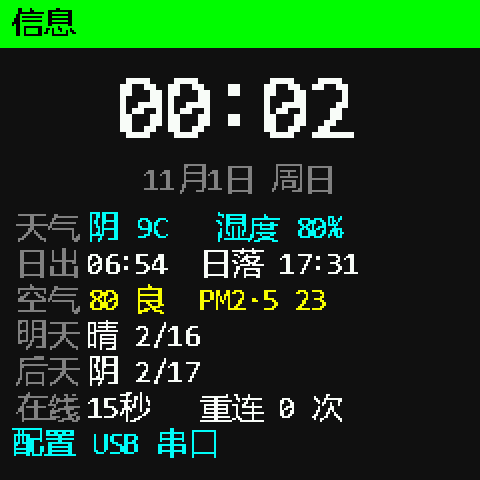 信息
00:02
11月1日 周日
天气 阴 9C 湿度 80%
日出 06:54 日落 17:31
空气 80 良 PM2.5 23
明天 晴 2/16
后天 阴 2/17
在线 15秒 重连 0 次
配置 USB 串口